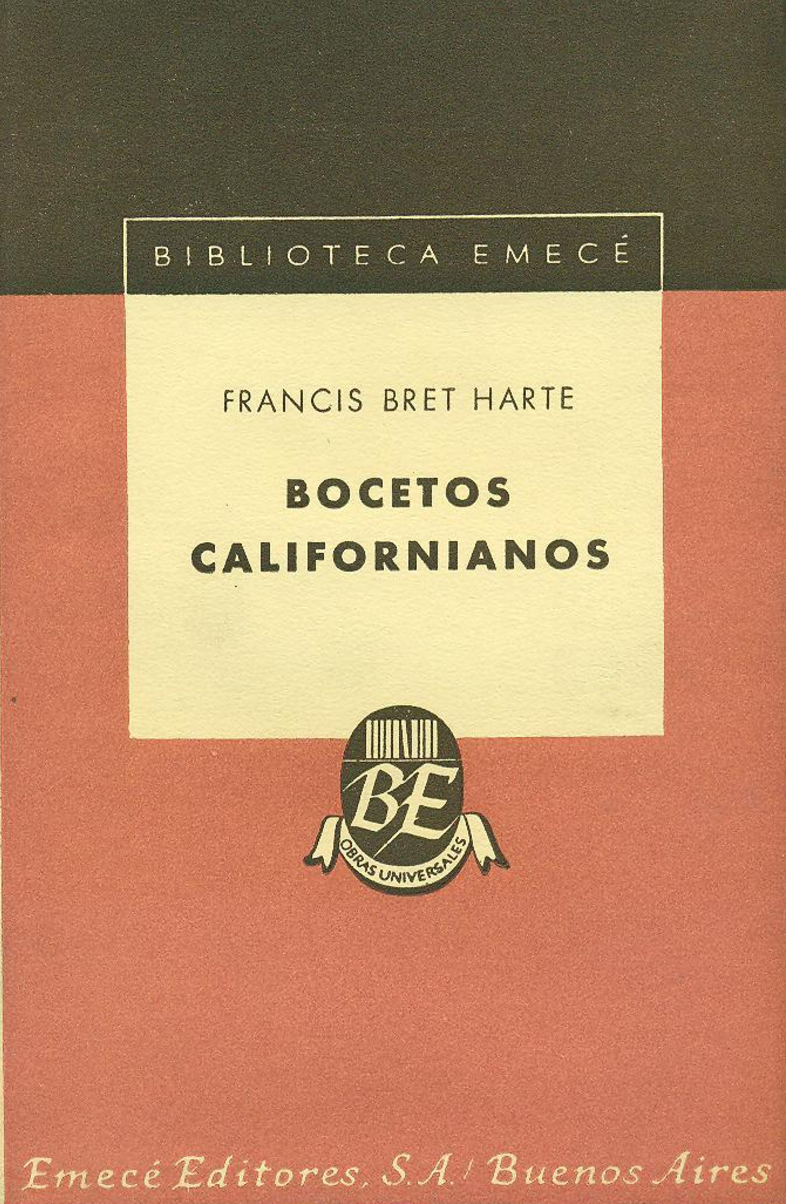 BIBLIOTECA EMECÉ
FRANCIS BRET HARTE
BOCETOS
CALIFORNIANOS
BE
OBRAS UNIVERSALES
Emecé Editores, S.A./ Buenos Aires